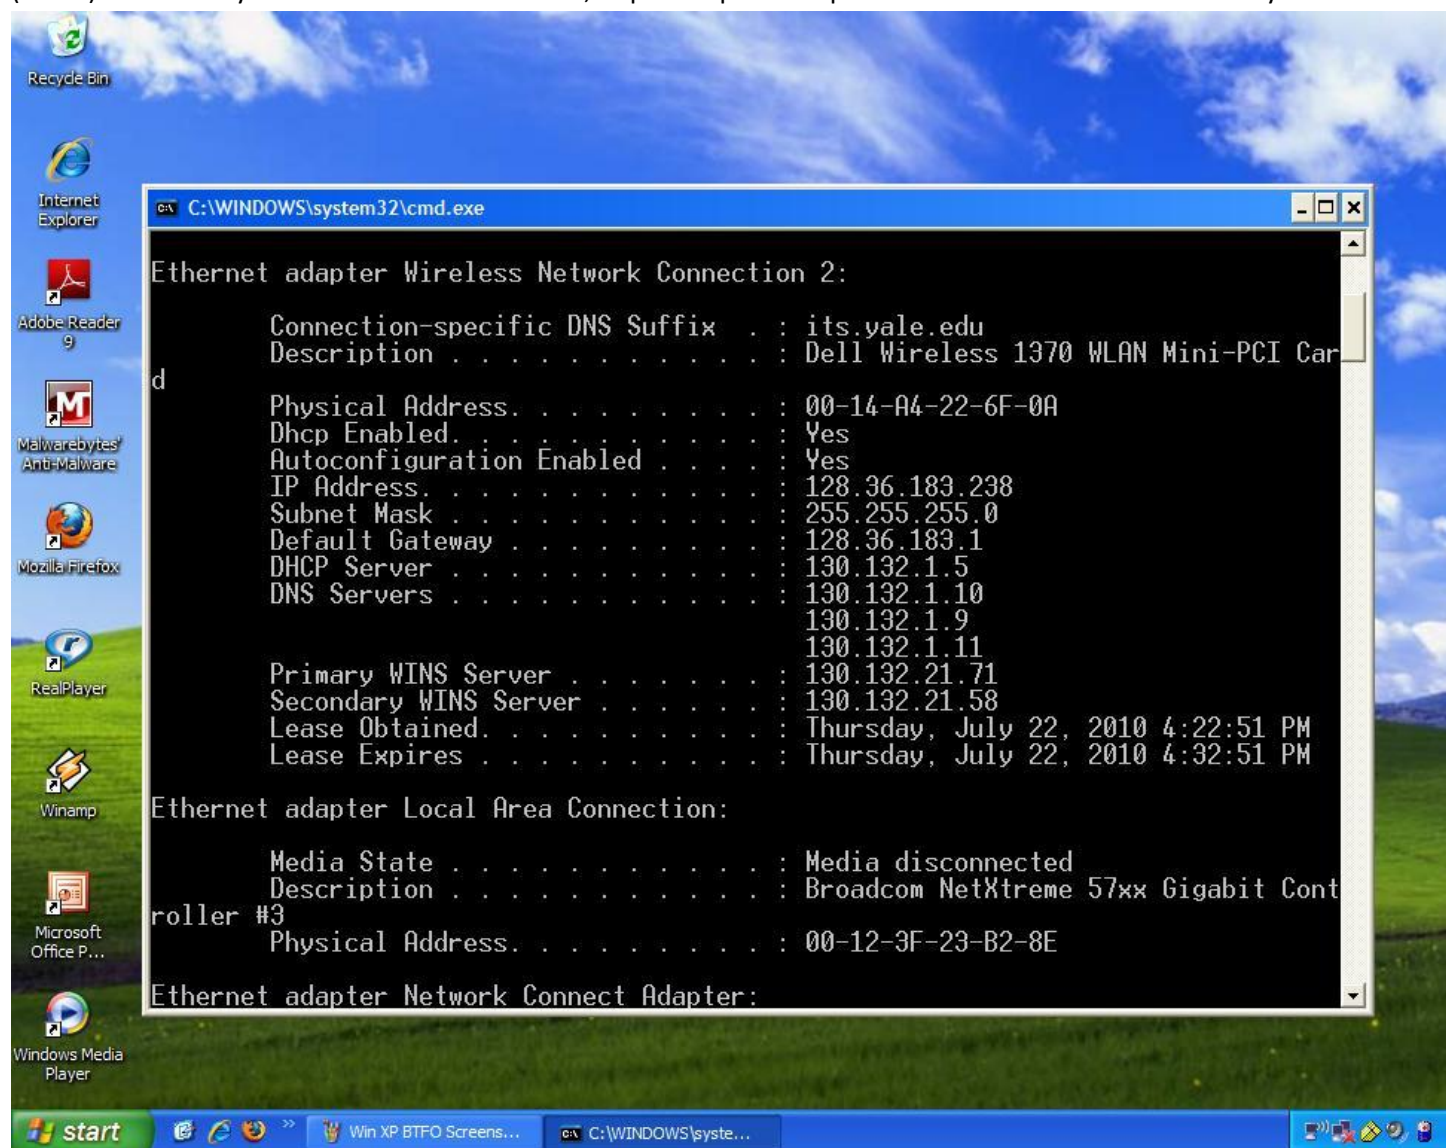 Recycle Bin
Internet
Explorer
Adobe Reader
9
Malwarebytes'
Anti-Malware
Mozilla Firefox
RealPlayer
Winamp
Microsoft
Office P...
Windows Media
Player
C:\WINDOWS\system32\cmd.exe
Ethernet adapter Wireless Network Connection 2:
Connection-specific DNS Suffix . : its.yale.edu
Description . . . . . . . . . . . : Dell Wireless 1370 WLAN Mini-PCI Car
d
Physical Address. . . . . . . . . : 00-14-A4-22-6F-0A
Dhcp Enabled. . . . . . . . . . . : Yes
Autoconfiguration Enabled . . . . : Yes
IP Address. . . . . . . . . . . . : 128.36.183.238
Subnet Mask . . . . . . . . . . . : 255.255.255.0
Default Gateway . . . . . . . . . : 128.36.183.1
DHCP Server . . . . . . . . . . . : 130.132.1.5
DNS Servers . . . . . . . . . . . : 130.132.1.10
130.132.1.9
130.132.1.11
Primary WINS Server . . . . . . . : 130.132.21.71
Secondary WINS Server . . . . . . : 130.132.21.58
Lease Obtained. . . . . . . . . . : Thursday, July 22, 2010 4:22:51 PM
Lease Expires . . . . . . . . . . : Thursday, July 22, 2010 4:32:51 PM
Ethernet adapter Local Area Connection:
Media State . . . . . . . . . . . : Media disconnected
Description . . . . . . . . . . . : Broadcom NetXtreme 57xx Gigabit Cont
roller #3
Physical Address. . . . . . . . . : 00-12-3F-23-B2-8E
Ethernet adapter Network Connect Adapter:
start
Win XP BTFO Screens...
C:\WINDOWS\syste...